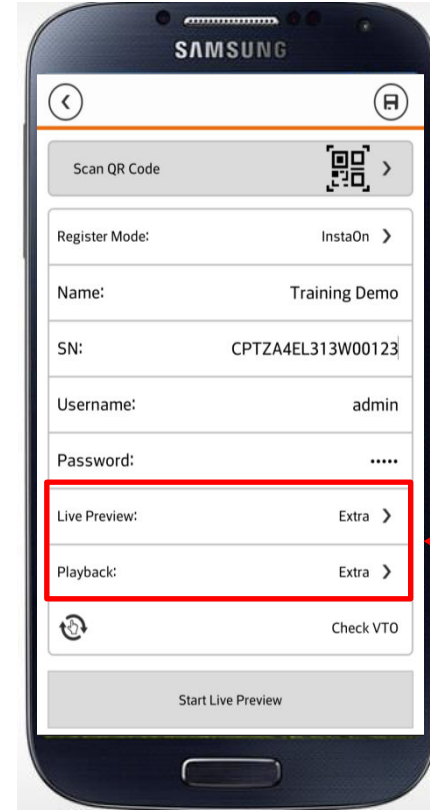 SAMSUNG
Scan QR Code
Register Mode: InstaOn
Name: Training Demo
SN: CPTZA4EL313W00123
Username: admin
Password: •••••
Live Preview: Extra
Playback: Extra
Check VTO
Start Live Preview